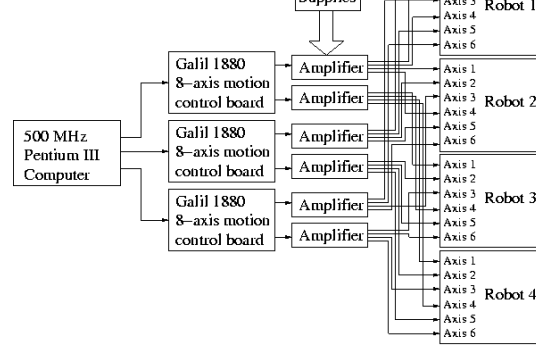 Supplies
500 MHz
Pentium III
Computer
Galil 1880
8-axis motion
control board
Galil 1880
8-axis motion
control board
Galil 1880
8-axis motion
control board
Amplifier
Amplifier
Amplifier
Amplifier
Amplifier
Amplifier
Axis 3
Axis 4
Axis 5
Axis 6
Robot 1
Axis 1
Axis 2
Axis 3
Axis 4
Axis 5
Axis 6
Robot 2
Axis 1
Axis 2
Axis 3
Axis 4
Axis 5
Axis 6
Robot 3
Axis 1
Axis 2
Axis 3
Axis 4
Axis 5
Axis 6
Robot 4